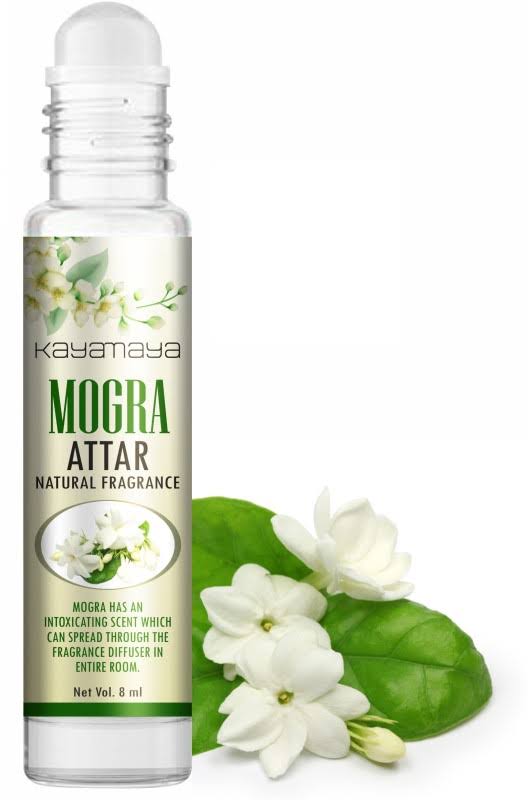 Kayamaya
MOGRA
ATTAR
NATURAL FRAGRANCE
MOGRA HAS AN
INTOXICATING SCENT WHICH
CAN SPREAD THROUGH THE
FRAGRANCE DIFFUSER IN
ENTIRE ROOM.
Net Vol. 8 ml